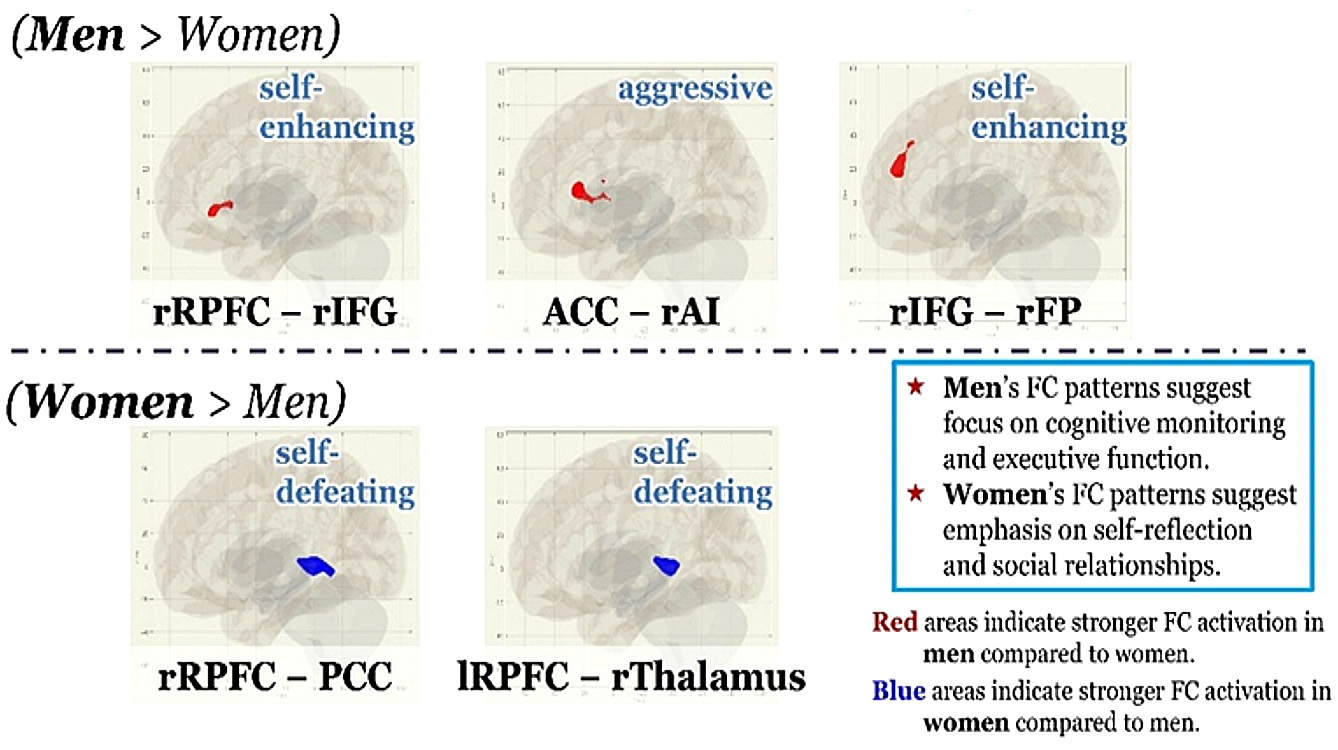 (Men > Women)
self-
enhancing
rRPFC – rIFG
aggressive
ACC – rAI
self-
enhancing
rIFG – rFP
(Women > Men)
self-
defeating
rRPFC – PCC
self-
defeating
lRPFC – rThalamus
★ Men's FC patterns suggest
focus on cognitive monitoring
and executive function.
★ Women's FC patterns suggest
emphasis on self-reflection
and social relationships.
Red areas indicate stronger FC activation in
men compared to women.
Blue areas indicate stronger FC activation in
women compared to men.